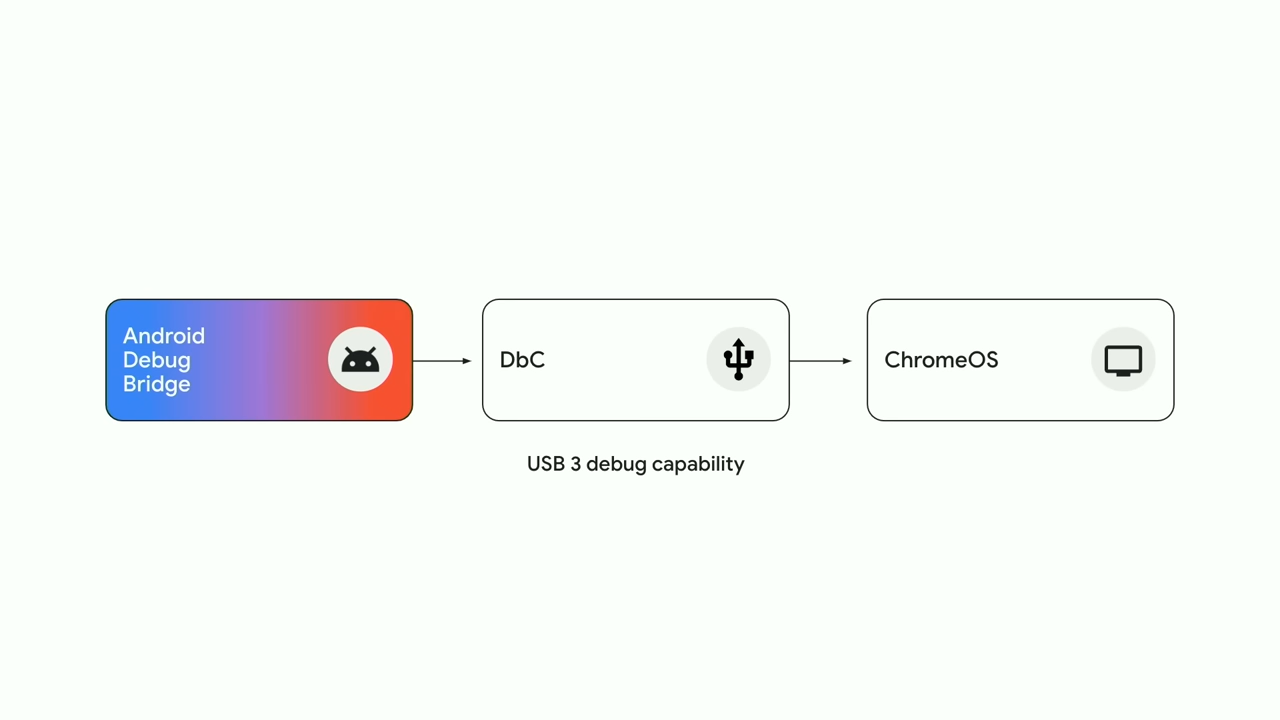 Android
Debug
Bridge
DbC
ChromeOS
USB 3 debug capability